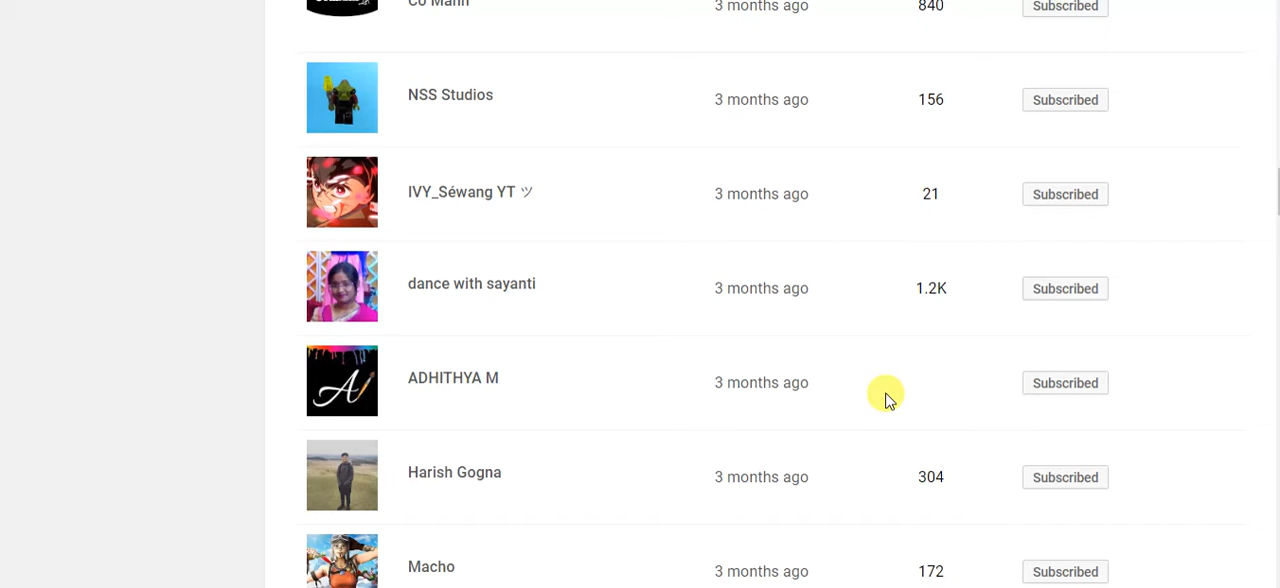 Co Mann 3 months ago 840 Subscribed
NSS Studios 3 months ago 156 Subscribed
IVY_Séwang YT ツ 3 months ago 21 Subscribed
dance with sayanti 3 months ago 1.2K Subscribed
ADHITHYA M 3 months ago Subscribed
Harish Gogna 3 months ago 304 Subscribed
Macho 3 months ago 172 Subscribed